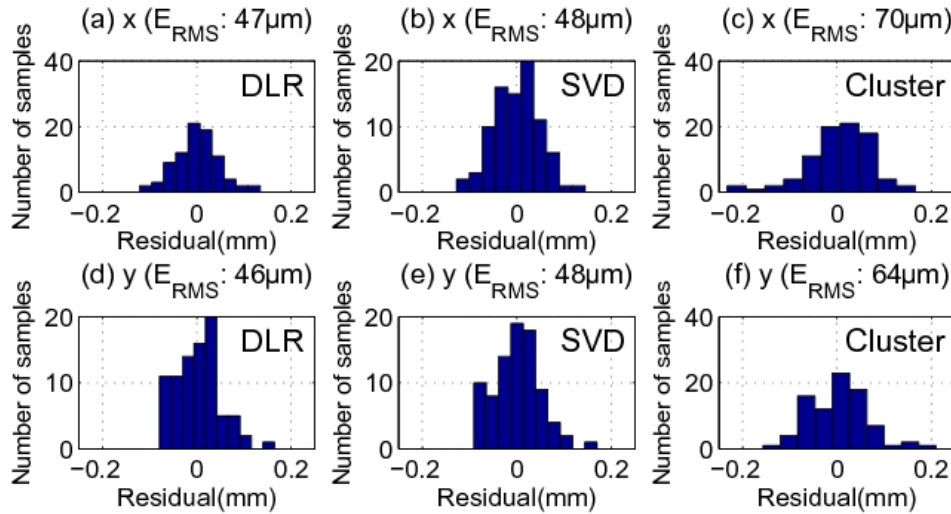 (a) x (E_RMS: 47µm)
Number of samples
40
20
0
DLR
−0.2
0
0.2
Residual(mm)
(b) x (E_RMS: 48µm)
Number of samples
20
10
0
SVD
−0.2
0
0.2
Residual(mm)
(c) x (E_RMS: 70µm)
Number of samples
40
20
0
Cluster
−0.2
0
0.2
Residual(mm)
(d) y (E_RMS: 46µm)
Number of samples
20
10
0
DLR
−0.2
0
0.2
Residual(mm)
(e) y (E_RMS: 48µm)
Number of samples
20
10
0
SVD
−0.2
0
0.2
Residual(mm)
(f) y (E_RMS: 64µm)
Number of samples
40
20
0
Cluster
−0.2
0
0.2
Residual(mm)